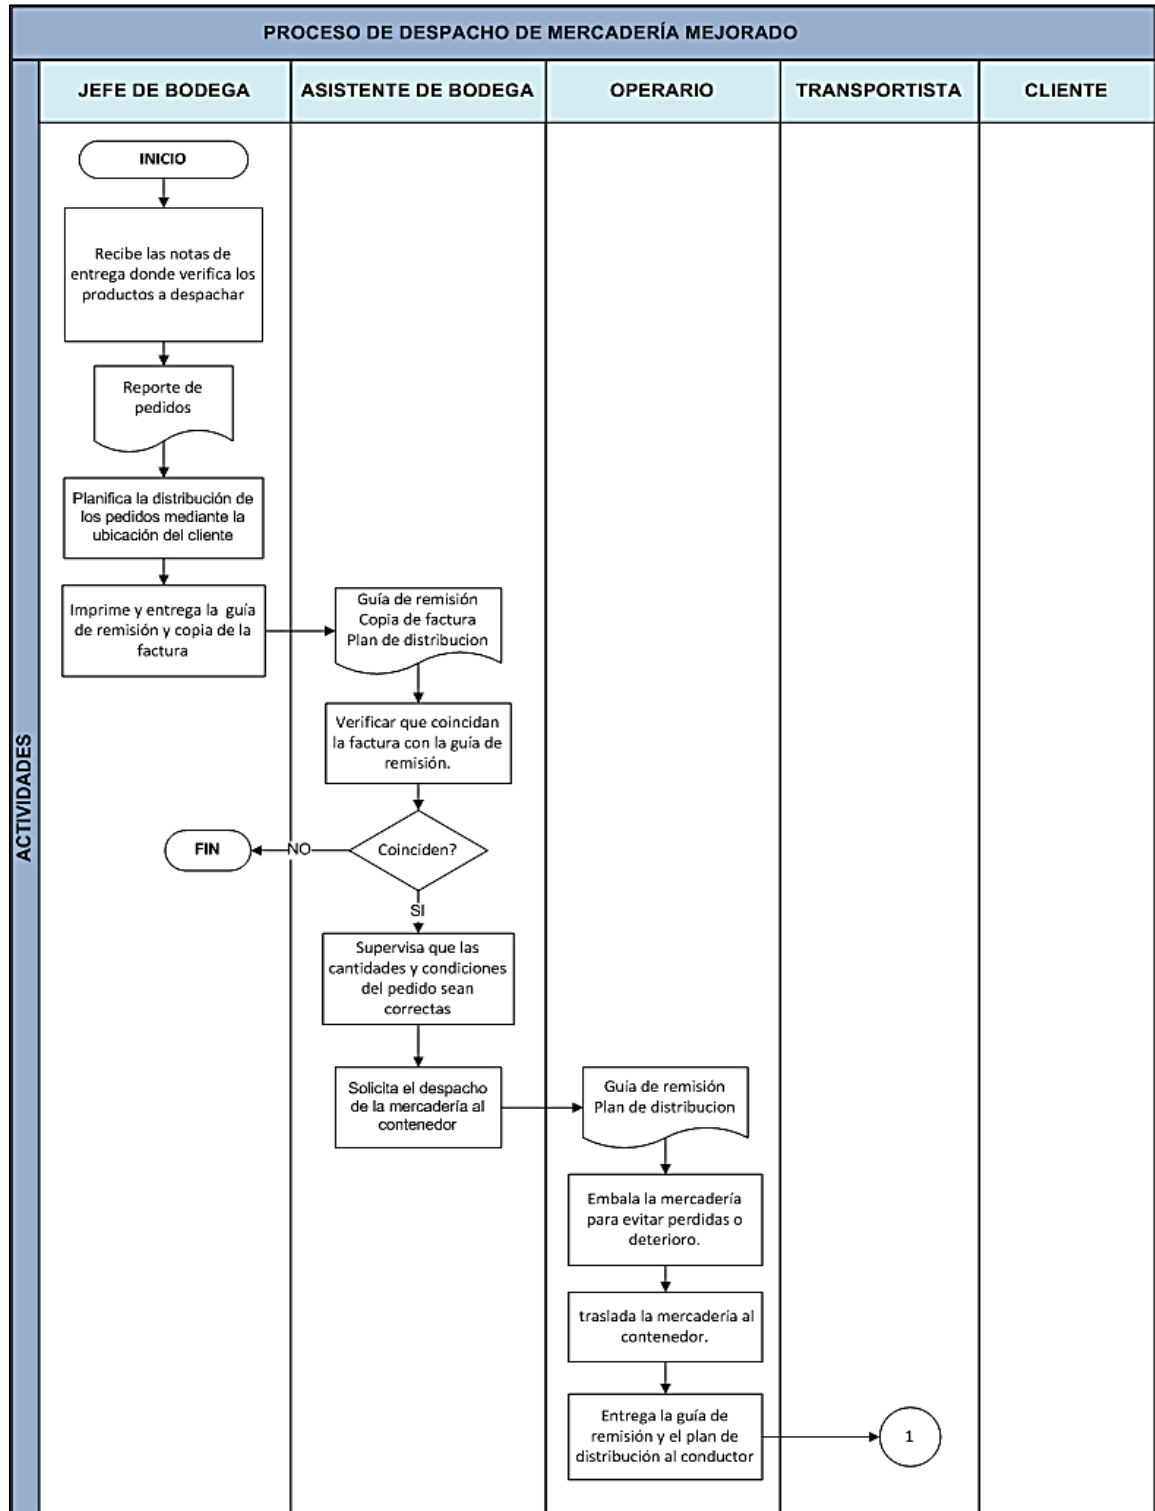 PROCESO DE DESPACHO DE MERCADERÍA MEJORADO
JEFE DE BODEGA
ASISTENTE DE BODEGA
OPERARIO
TRANSPORTISTA
CLIENTE
ACTIVIDADES
INICIO
Recibe las notas de
entrega donde verifica los
productos a despachar
Reporte de
pedidos
Planifica la distribución de
los pedidos mediante la
ubicación del cliente
Imprime y entrega la guía
de remisión y copia de la
factura
Guía de remisión
Copia de factura
Plan de distribucion
Verificar que coincidan
la factura con la guía de
remisión.
Coinciden?
NO
FIN
SI
Supervisa que las
cantidades y condiciones
del pedido sean
correctas
Solicita el despacho
de la mercadería al
contenedor
Guía de remisión
Plan de distribucion
Embala la mercadería
para evitar perdidas o
deterioro.
traslada la mercadería al
contenedor.
Entrega la guía de
remisión y el plan de
distribución al conductor
1